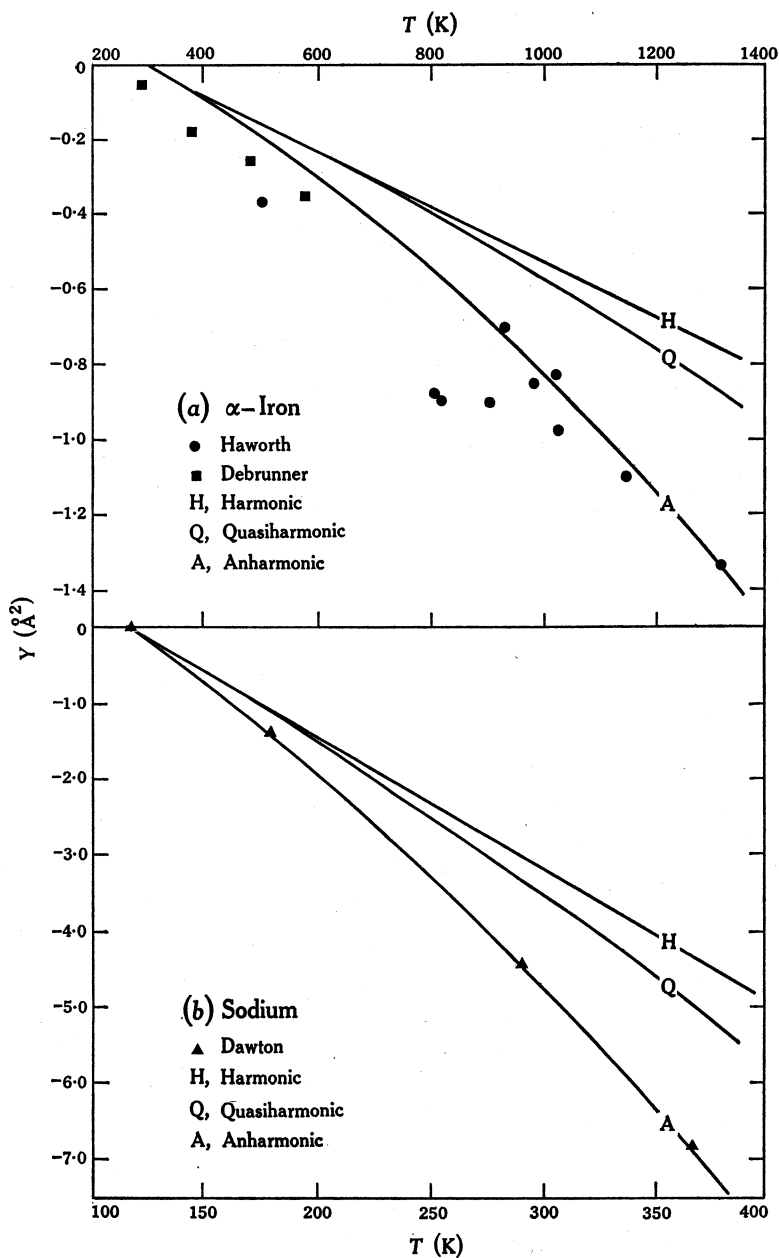 T (K)
200 400 600 800 1000 1200 1400
0
−0·2
−0·4
−0·6
−0·8
−1·0
−1·2
−1·4
H
Q
A
(a) α−Iron
● Haworth
■ Debrunner
H, Harmonic
Q, Quasiharmonic
A, Anharmonic
Y (Å²)
0
−1·0
−2·0
−3·0
−4·0
−5·0
−6·0
−7·0
H
Q
A
(b) Sodium
▲ Dawton
H, Harmonic
Q, Quasiharmonic
A, Anharmonic
100 150 200 250 300 350 400
T (K)